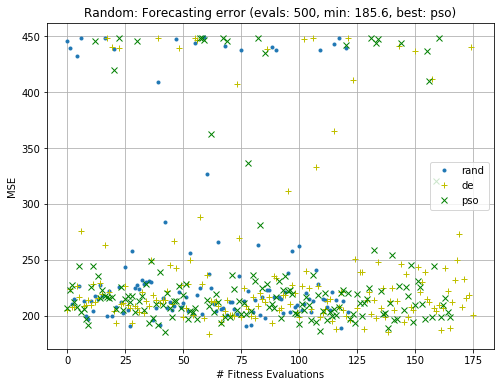 Random: Forecasting error (evals: 500, min: 185.6, best: pso)
450
400
350
300
250
200
MSE
rand
de
pso
0 25 50 75 100 125 150 175
# Fitness Evaluations